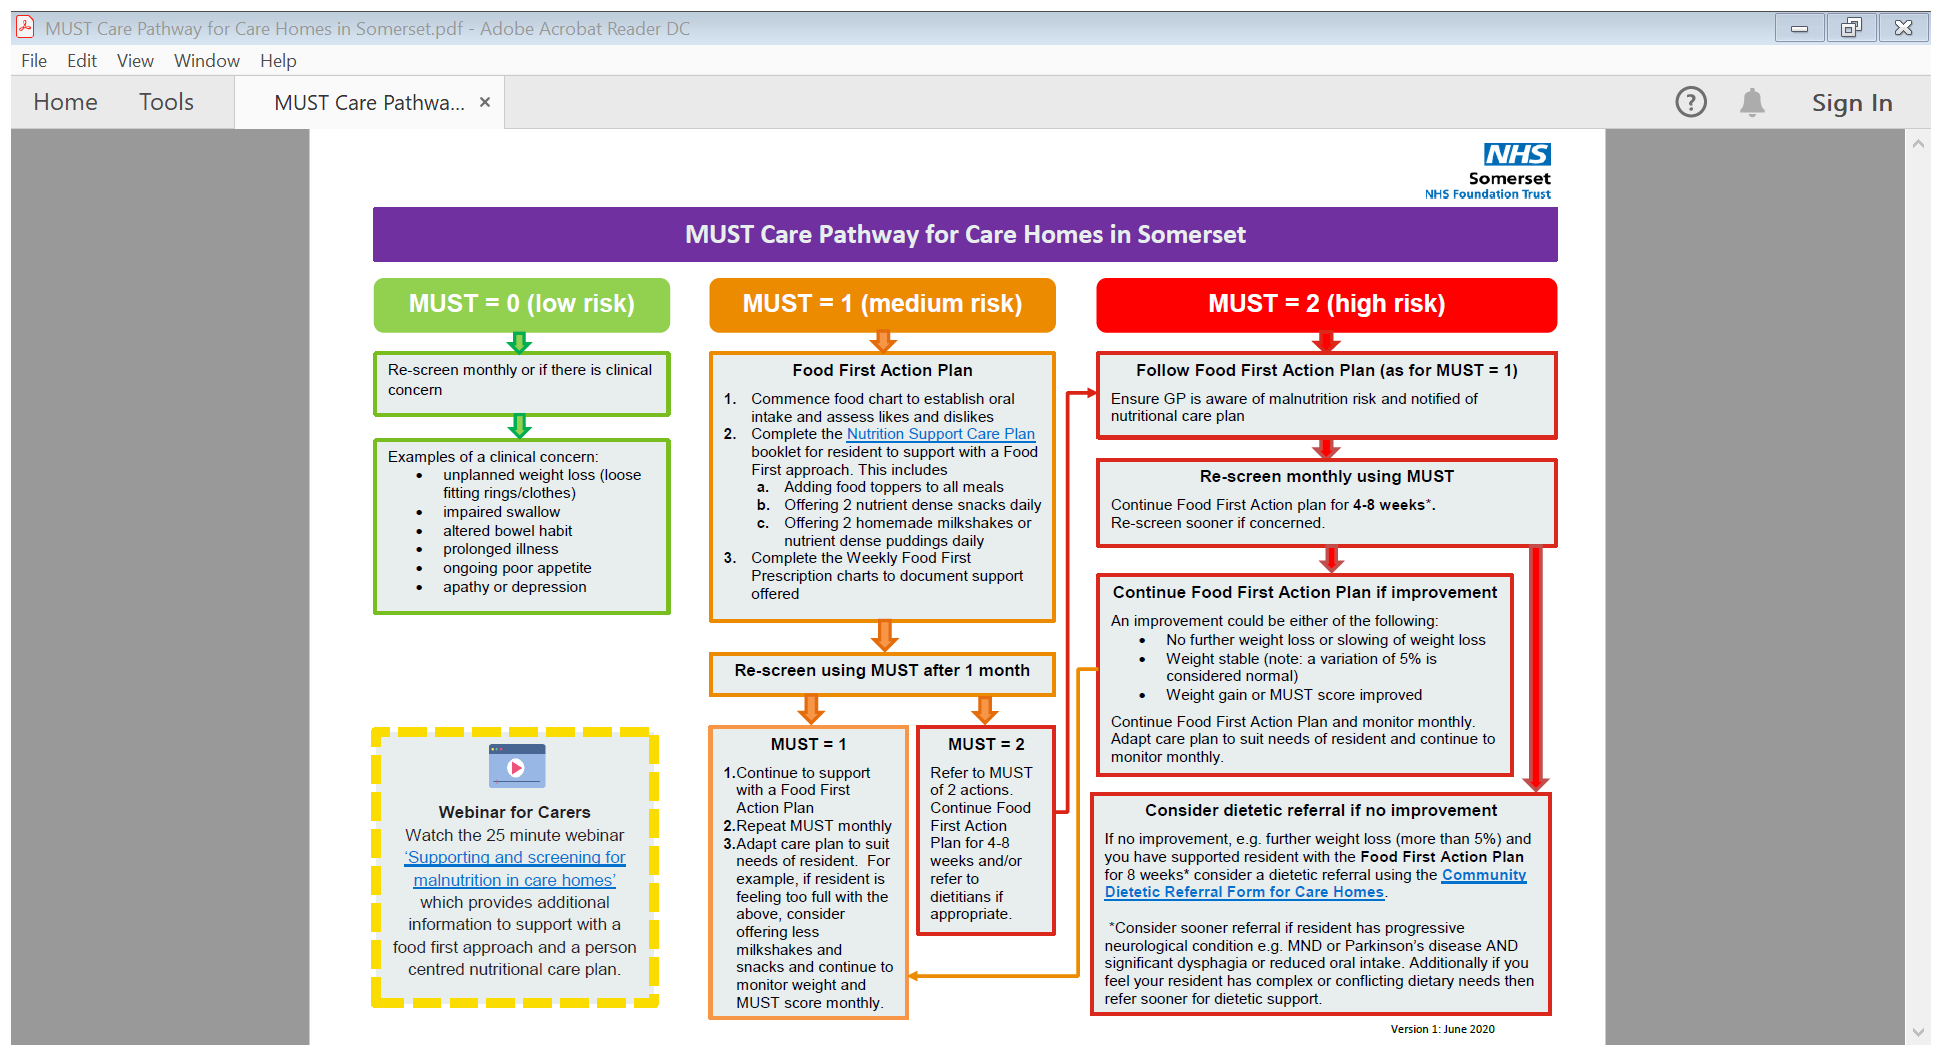 MUST Care Pathway for Care Homes in Somerset.pdf - Adobe Acrobat Reader DC
File Edit View Window Help
Home Tools MUST Care Pathwa... × ? Sign In
NHS
Somerset
NHS Foundation Trust
MUST Care Pathway for Care Homes in Somerset
MUST = 0 (low risk)
Re-screen monthly or if there is clinical
concern
Examples of a clinical concern:
• unplanned weight loss (loose
fitting rings/clothes)
• impaired swallow
• altered bowel habit
• prolonged illness
• ongoing poor appetite
• apathy or depression
Webinar for Carers
Watch the 25 minute webinar
‘Supporting and screening for
malnutrition in care homes’
which provides additional
information to support with a
food first approach and a person
centred nutritional care plan.
MUST = 1 (medium risk)
Food First Action Plan
1. Commence food chart to establish oral
intake and assess likes and dislikes
2. Complete the Nutrition Support Care Plan
booklet for resident to support with a Food
First approach. This includes
a. Adding food toppers to all meals
b. Offering 2 nutrient dense snacks daily
c. Offering 2 homemade milkshakes or
nutrient dense puddings daily
3. Complete the Weekly Food First
Prescription charts to document support
offered
Re-screen using MUST after 1 month
MUST = 1
1.Continue to support
with a Food First
Action Plan
2.Repeat MUST monthly
3.Adapt care plan to suit
needs of resident. For
example, if resident is
feeling too full with the
above, consider
offering less
milkshakes and
snacks and continue to
monitor weight and
MUST score monthly.
MUST = 2
Refer to MUST
of 2 actions.
Continue Food
First Action
Plan for 4-8
weeks and/or
refer to
dietitians if
appropriate.
MUST = 2 (high risk)
Follow Food First Action Plan (as for MUST = 1)
Ensure GP is aware of malnutrition risk and notified of
nutritional care plan
Re-screen monthly using MUST
Continue Food First Action plan for 4-8 weeks*.
Re-screen sooner if concerned.
Continue Food First Action Plan if improvement
An improvement could be either of the following:
• No further weight loss or slowing of weight loss
• Weight stable (note: a variation of 5% is
considered normal)
• Weight gain or MUST score improved
Continue Food First Action Plan and monitor monthly.
Adapt care plan to suit needs of resident and continue to
monitor monthly.
Consider dietetic referral if no improvement
If no improvement, e.g. further weight loss (more than 5%) and
you have supported resident with the Food First Action Plan
for 8 weeks* consider a dietetic referral using the Community
Dietetic Referral Form for Care Homes.
*Consider sooner referral if resident has progressive
neurological condition e.g. MND or Parkinson’s disease AND
significant dysphagia or reduced oral intake. Additionally if you
feel your resident has complex or conflicting dietary needs then
refer sooner for dietetic support.
Version 1: June 2020